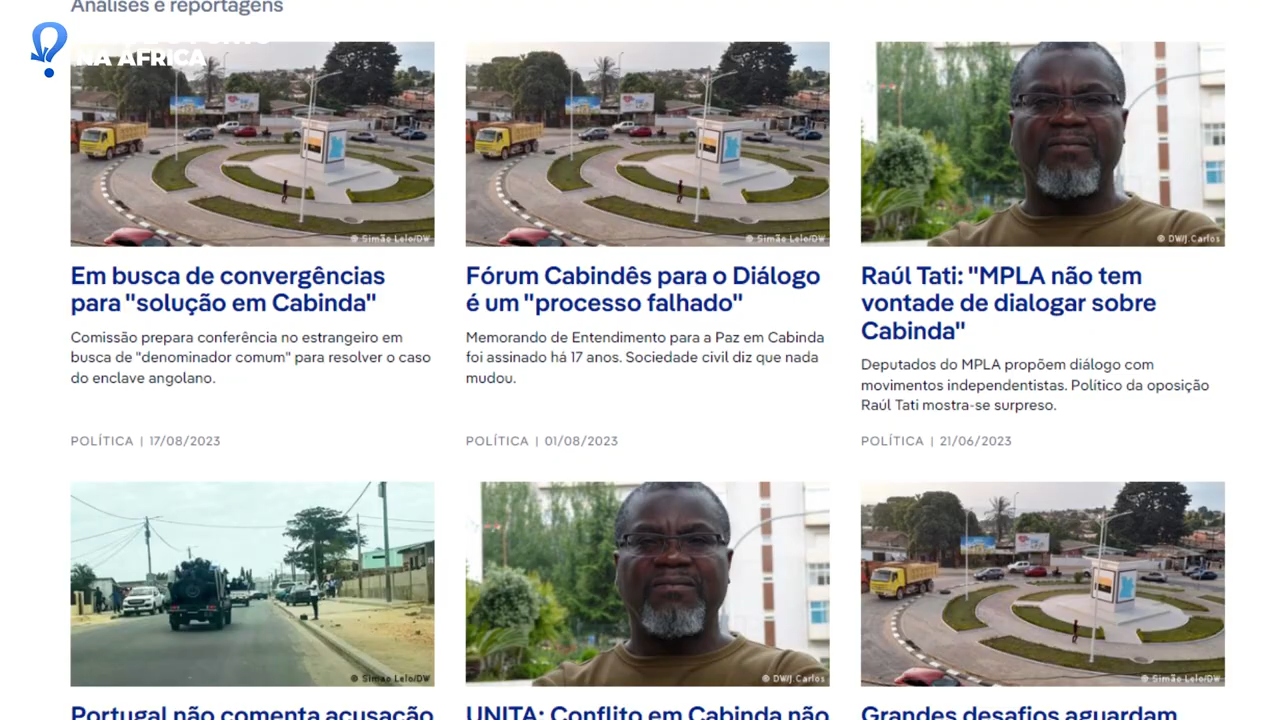 Análises e reportagens
NA ÁFRICA
© Simão Lelo/DW
© Simão Lelo/DW
© DW/J.Carlos
Em busca de convergências
para "solução em Cabinda"
Comissão prepara conferência no estrangeiro em
busca de "denominador comum" para resolver o caso
do enclave angolano.
POLÍTICA | 17/08/2023
Fórum Cabindês para o Diálogo
é um "processo falhado"
Memorando de Entendimento para a Paz em Cabinda
foi assinado há 17 anos. Sociedade civil diz que nada
mudou.
POLÍTICA | 01/08/2023
Raúl Tati: "MPLA não tem
vontade de dialogar sobre
Cabinda"
Deputados do MPLA propõem diálogo com
movimentos independentistas. Político da oposição
Raúl Tati mostra-se surpreso.
POLÍTICA | 21/06/2023
© Simão Lelo/DW
© DW/J.Carlos
© Simão Lelo/DW
Portugal não comenta acusação
UNITA: Conflito em Cabinda não
Grandes desafios aguardam